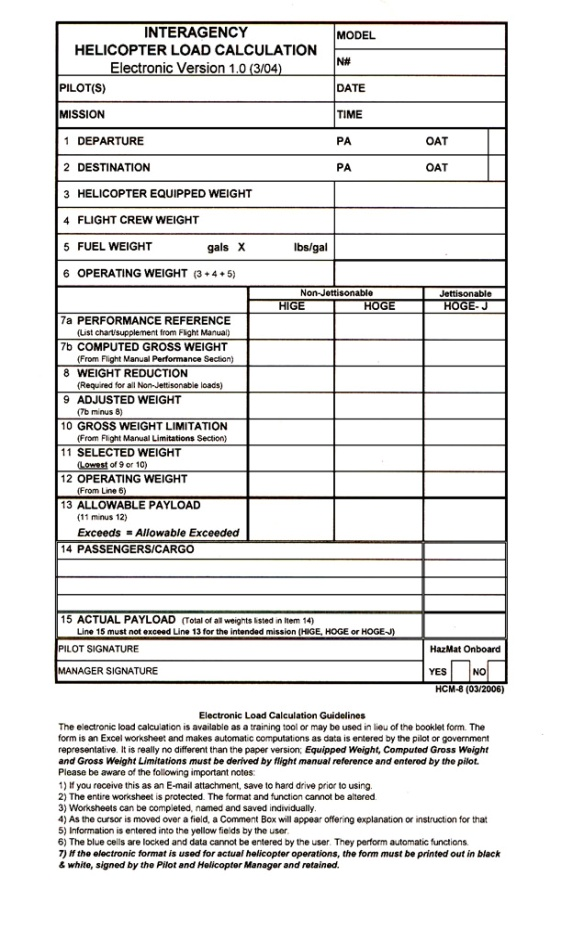 INTERAGENCY
HELICOPTER LOAD CALCULATION
Electronic Version 1.0 (3/04)
MODEL
N#
PILOT(S)
DATE
MISSION
TIME
1 DEPARTURE PA OAT
2 DESTINATION PA OAT
3 HELICOPTER EQUIPPED WEIGHT
4 FLIGHT CREW WEIGHT
5 FUEL WEIGHT gals X lbs/gal
6 OPERATING WEIGHT (3 + 4 + 5)
Non-Jettisonable Jettisonable
HIGE HOGE HOGE- J
7a PERFORMANCE REFERENCE
(List chart/supplement from Flight Manual)
7b COMPUTED GROSS WEIGHT
(From Flight Manual Performance Section)
8 WEIGHT REDUCTION
(Required for all Non-Jettisonable loads)
9 ADJUSTED WEIGHT
(7b minus 8)
10 GROSS WEIGHT LIMITATION
(From Flight Manual Limitations Section)
11 SELECTED WEIGHT
(Lowest of 9 or 10)
12 OPERATING WEIGHT
(From Line 6)
13 ALLOWABLE PAYLOAD
(11 minus 12)
Exceeds = Allowable Exceeded
14 PASSENGERS/CARGO
15 ACTUAL PAYLOAD (Total of all weights listed in Item 14)
Line 15 must not exceed Line 13 for the intended mission (HIGE, HOGE or HOGE-J)
PILOT SIGNATURE HazMat Onboard
MANAGER SIGNATURE YES NO
HCM-8 (03/2006)
Electronic Load Calculation Guidelines
The electronic load calculation is available as a training tool or may be used in lieu of the booklet form. The
form is an Excel worksheet and makes automatic computations as data is entered by the pilot or government
representative. It is really no different than the paper version; Equipped Weight, Computed Gross Weight
and Gross Weight Limitations must be derived by flight manual reference and entered by the pilot.
Please be aware of the following important notes:
1) If you receive this as an E-mail attachment, save to hard drive prior to using.
2) The entire worksheet is protected. The format and function cannot be altered.
3) Worksheets can be completed, named and saved individually.
4) As the cursor is moved over a field, a Comment Box will appear offering explanation or instruction for that
5) Information is entered into the yellow fields by the user.
6) The blue cells are locked and data cannot be entered by the user. They perform automatic functions.
7) If the electronic format is used for actual helicopter operations, the form must be printed out in black
& white, signed by the Pilot and Helicopter Manager and retained.